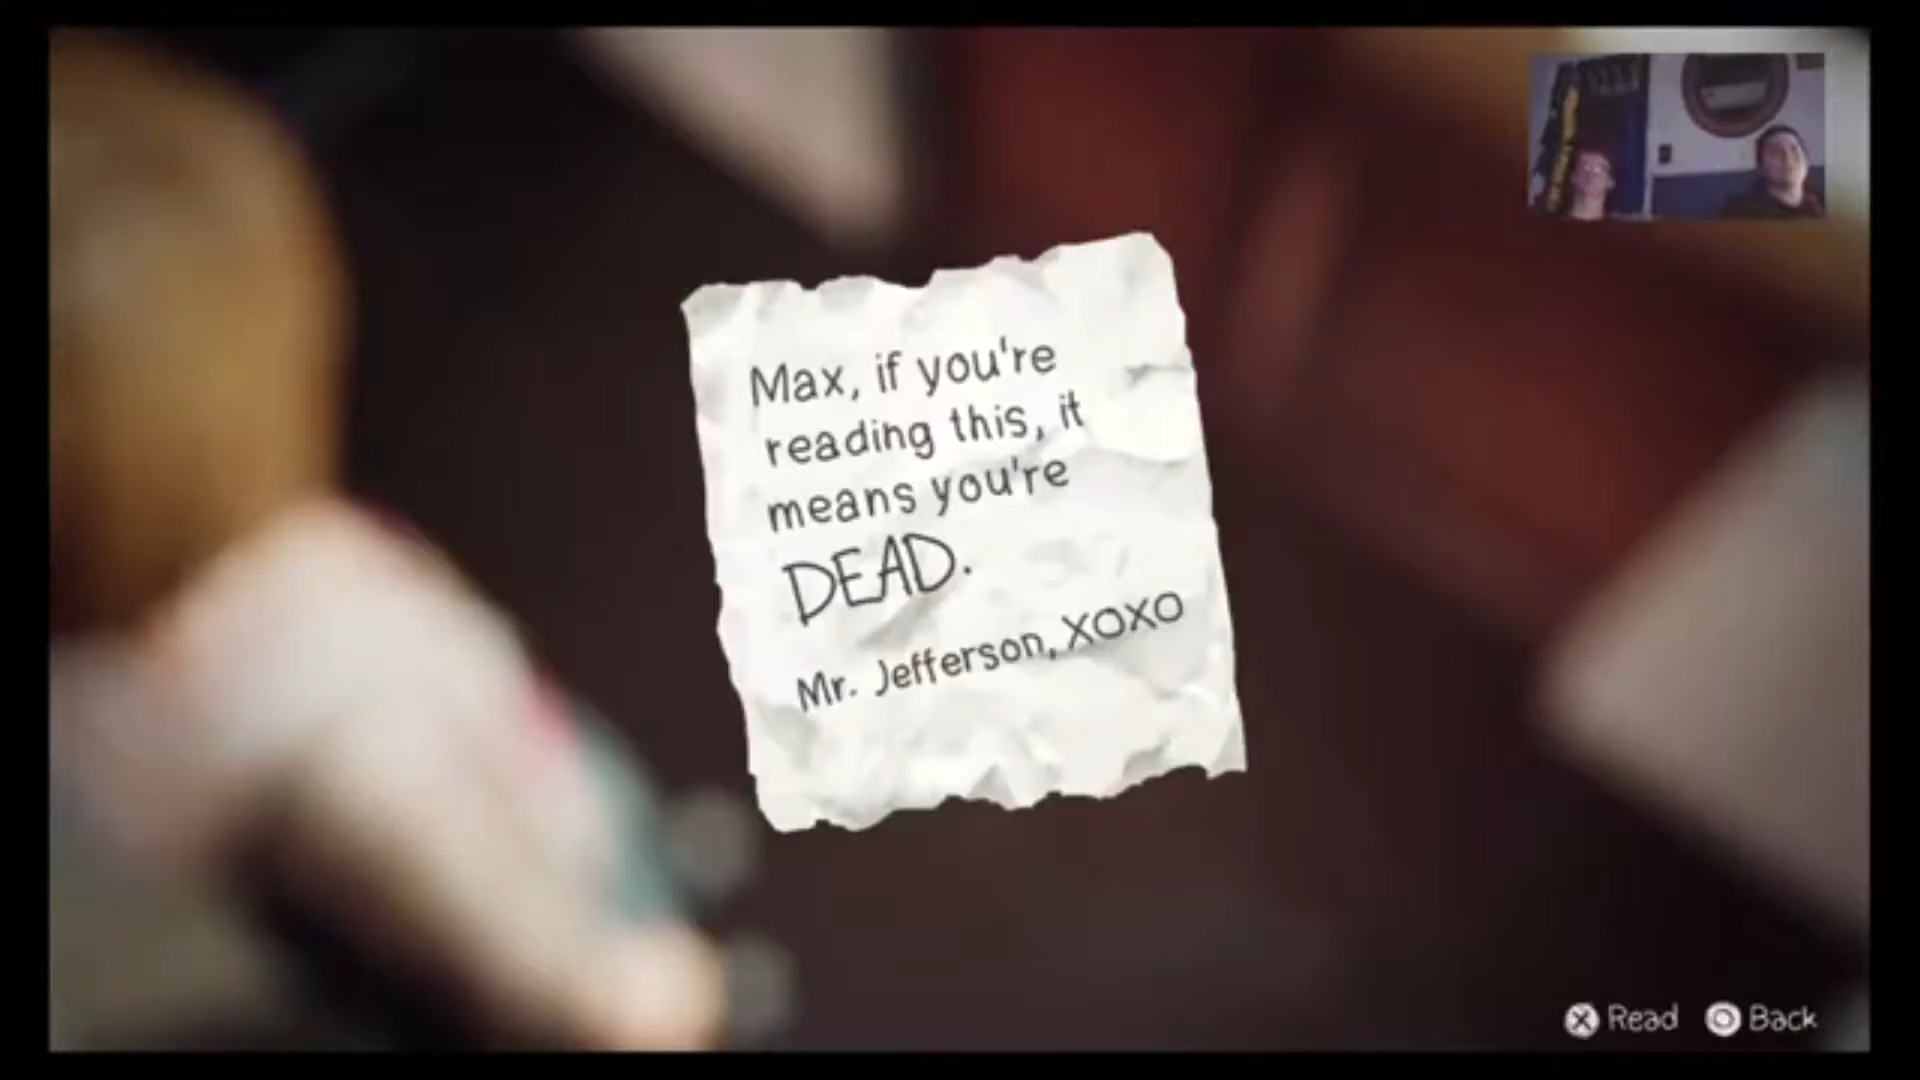 Max, if you're
reading this, it
means you're
DEAD.
Mr. Jefferson, XOXO
Read Back